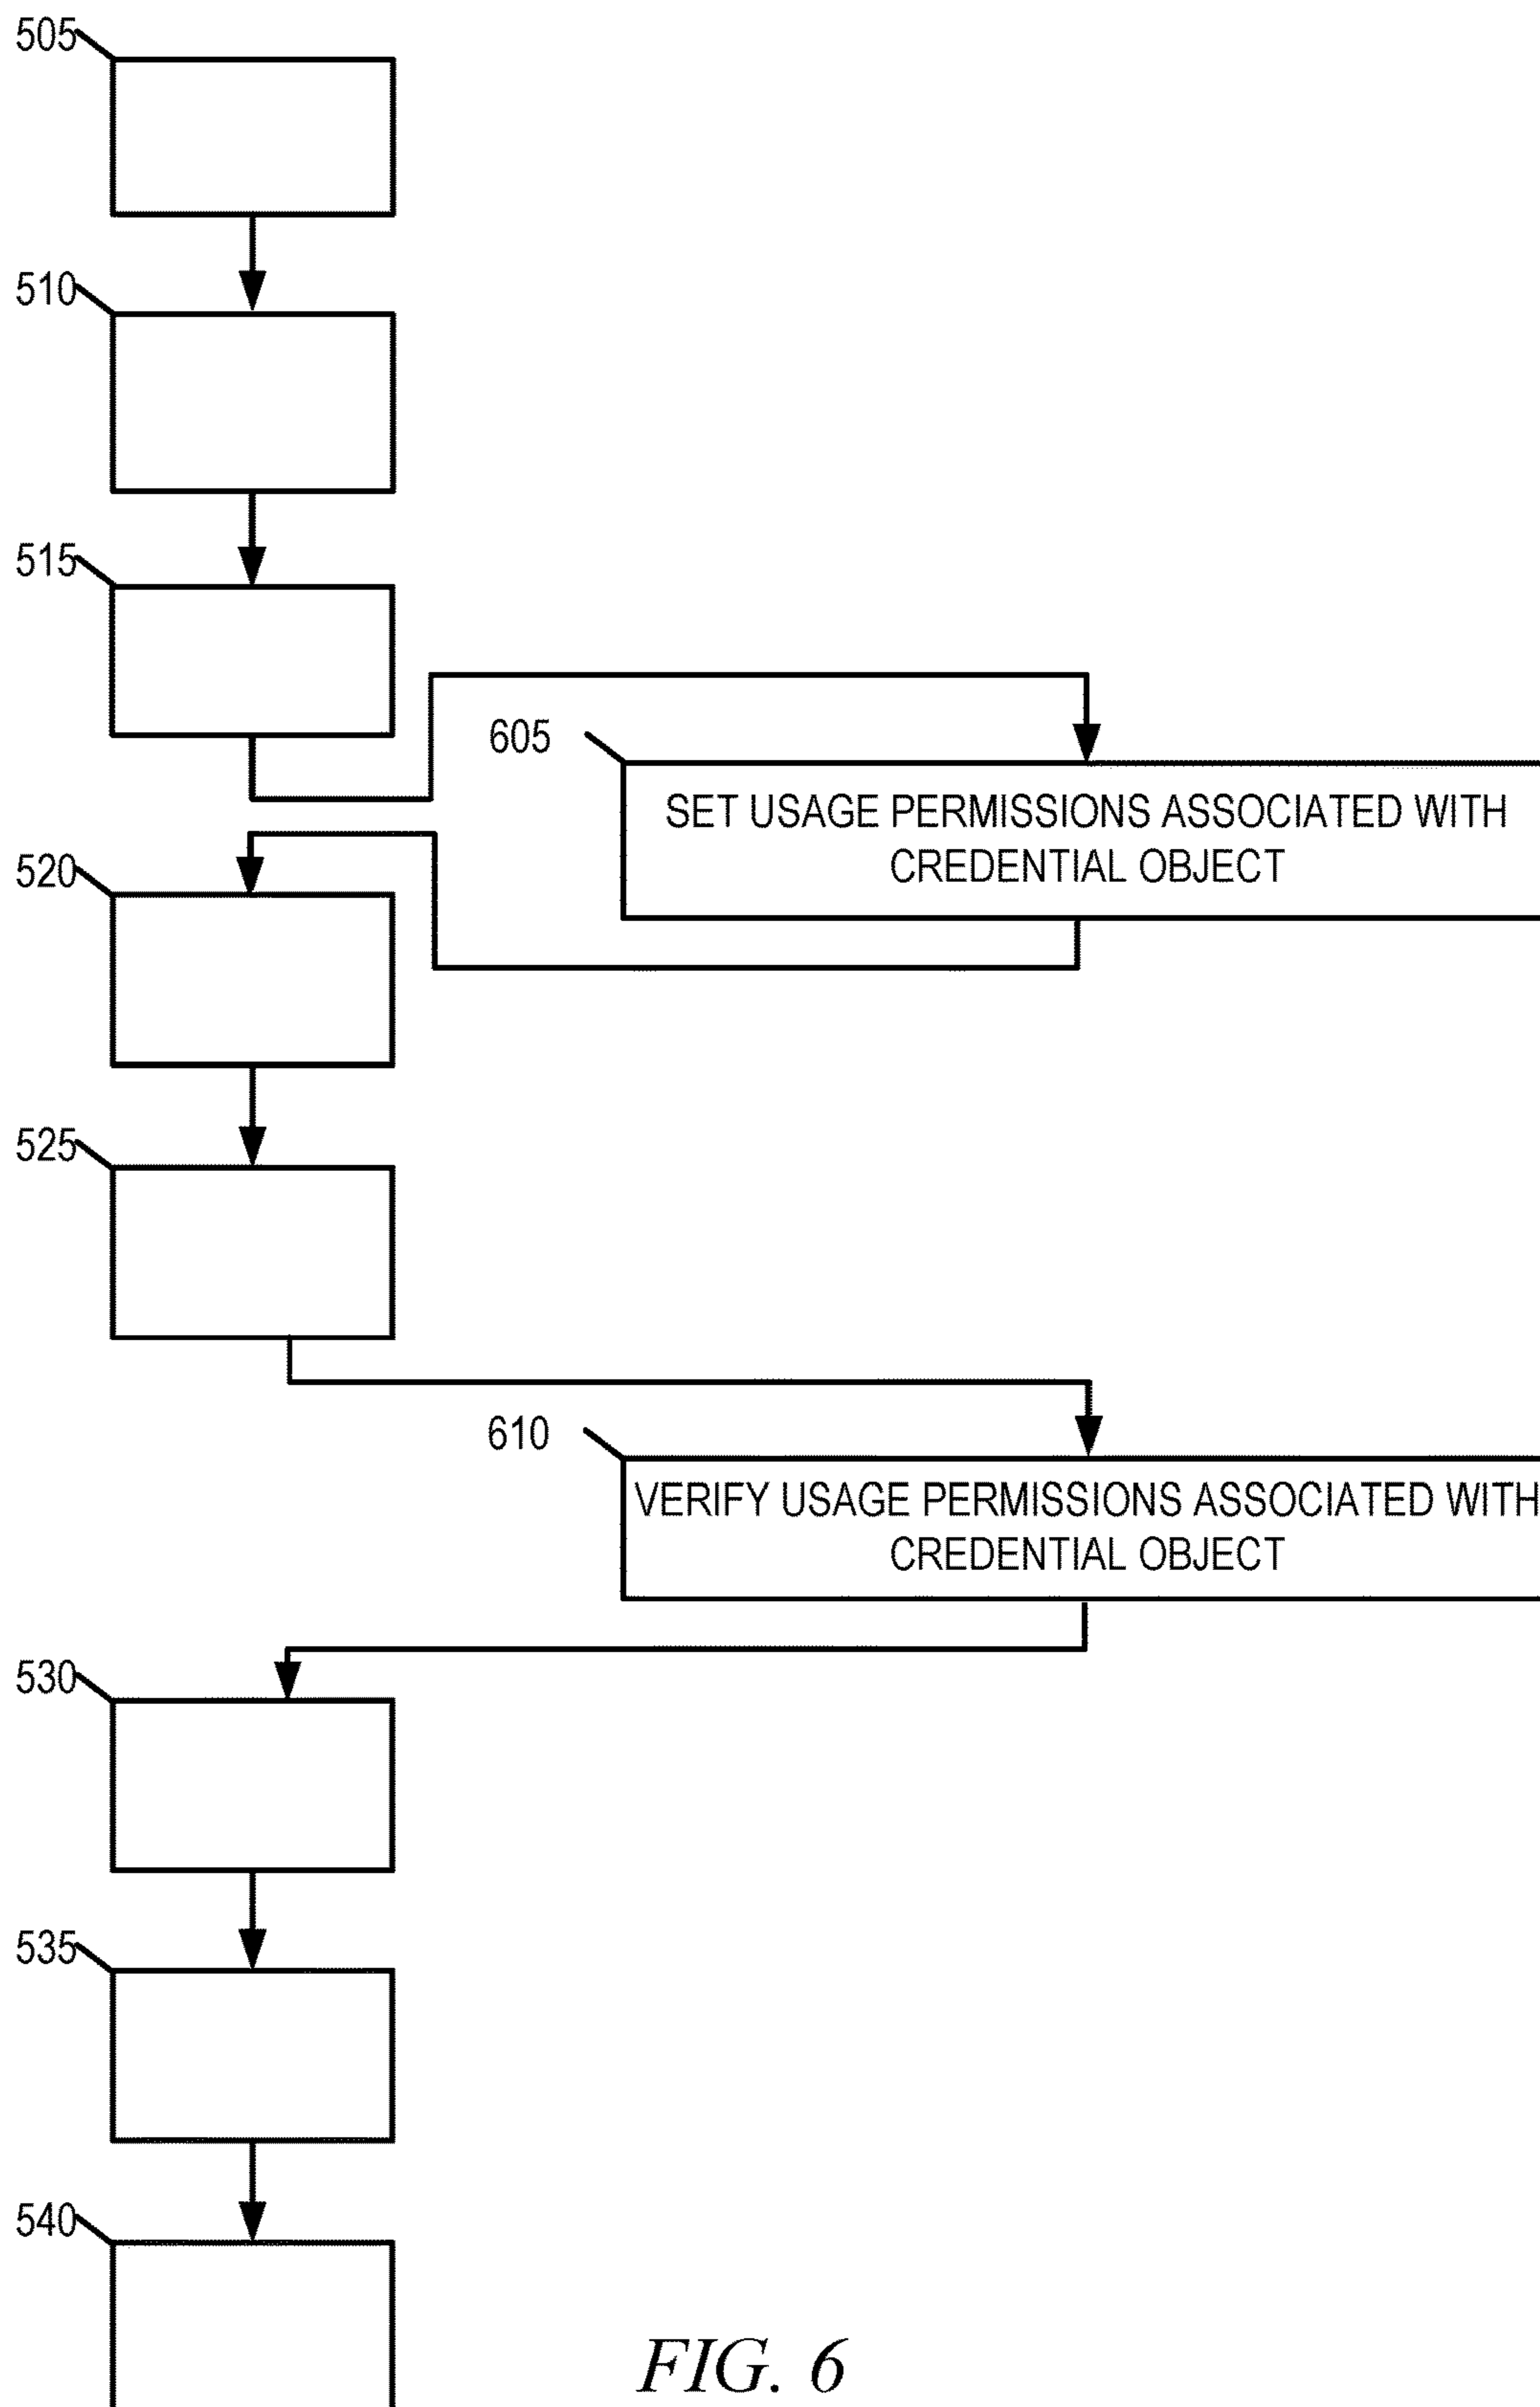 505
510
515
605
SET USAGE PERMISSIONS ASSOCIATED WITH
CREDENTIAL OBJECT
520
525
610
VERIFY USAGE PERMISSIONS ASSOCIATED WITH
CREDENTIAL OBJECT
530
535
540
FIG. 6